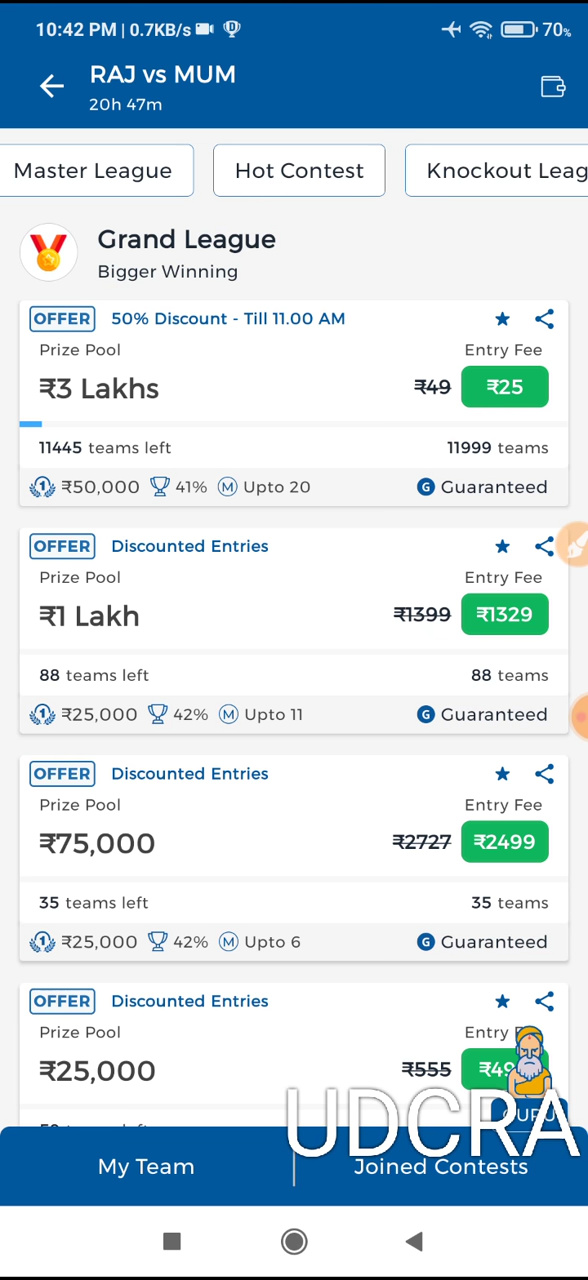 10:42 PM | 0.7KB/s 70%
RAJ vs MUM
20h 47m
Master League Hot Contest Knockout Leag
Grand League
Bigger Winning
OFFER 50% Discount - Till 11.00 AM
Prize Pool Entry Fee
₹3 Lakhs ₹49 ₹25
11445 teams left 11999 teams
1 ₹50,000 41% M Upto 20 G Guaranteed
OFFER Discounted Entries
Prize Pool Entry Fee
₹1 Lakh ₹1399 ₹1329
88 teams left 88 teams
1 ₹25,000 42% M Upto 11 G Guaranteed
OFFER Discounted Entries
Prize Pool Entry Fee
₹75,000 ₹2727 ₹2499
35 teams left 35 teams
1 ₹25,000 42% M Upto 6 G Guaranteed
OFFER Discounted Entries
Prize Pool Entry
₹25,000 ₹555
GURU
UDCRA
My Team Joined Contests